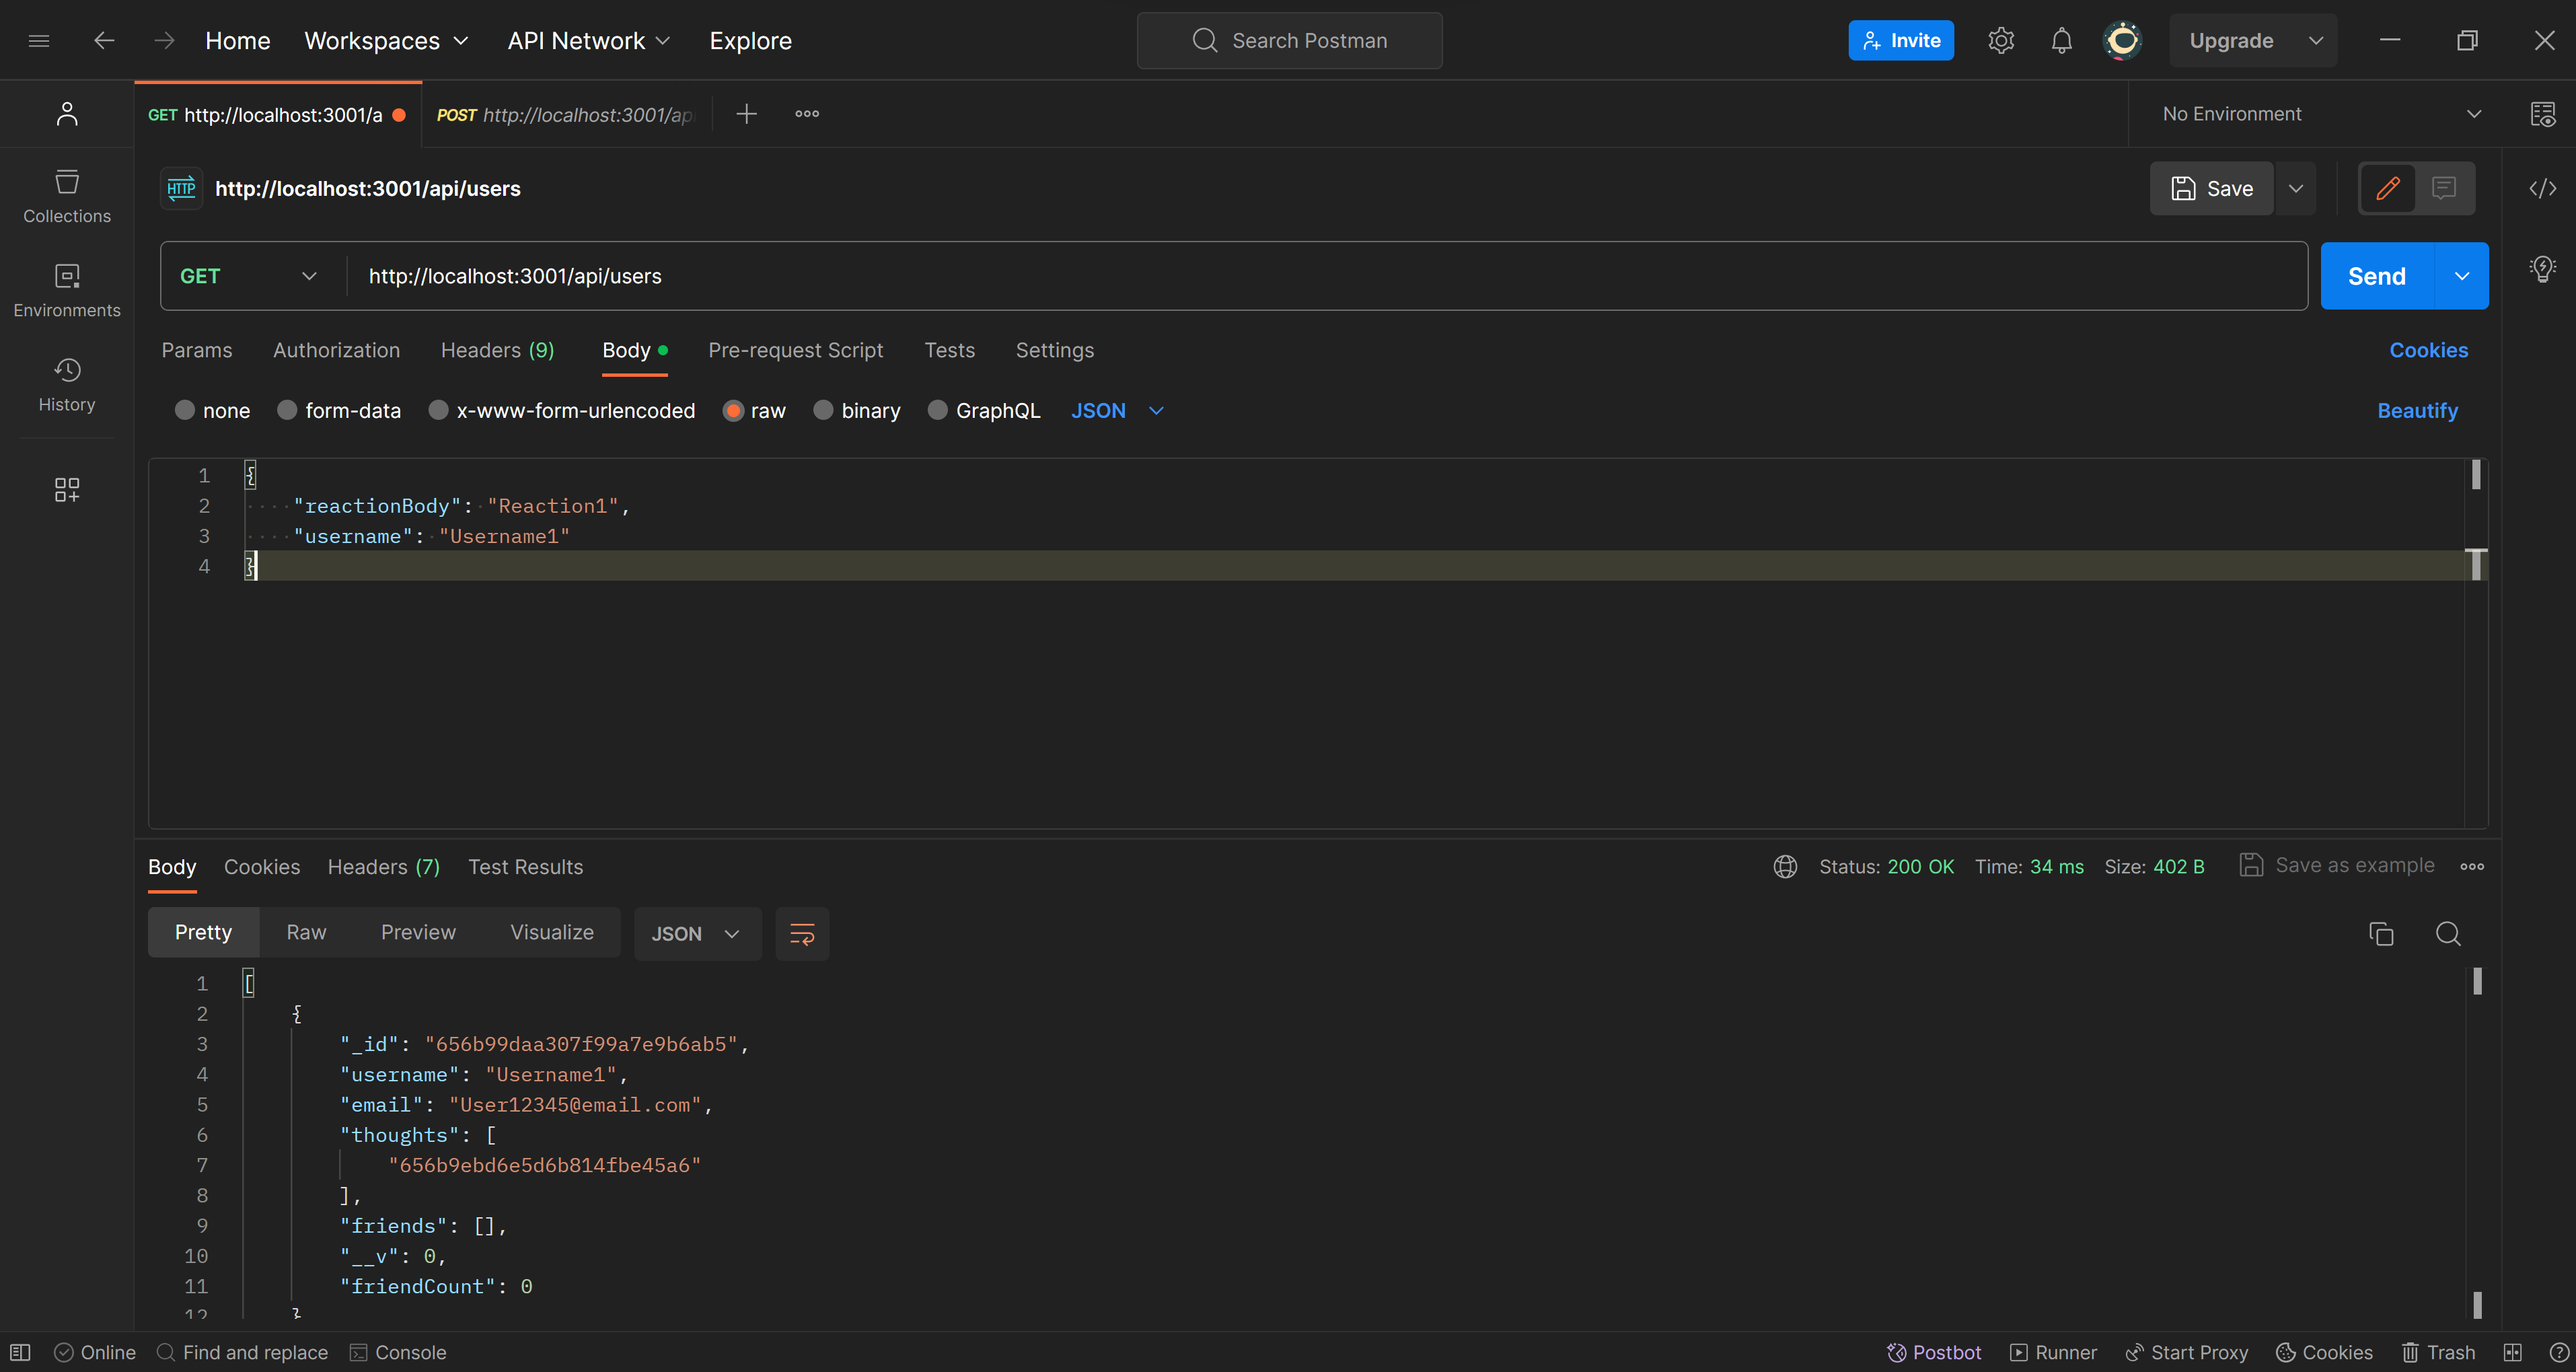 Home Workspaces API Network Explore Search Postman Invite Upgrade
GET http://localhost:3001/a POST http://localhost:3001/ap No Environment
HTTP http://localhost:3001/api/users Save
Collections
GET http://localhost:3001/api/users Send
Environments
Params Authorization Headers (9) Body Pre-request Script Tests Settings Cookies
History
none form-data x-www-form-urlencoded raw binary GraphQL JSON Beautify
1 {
2 "reactionBody": "Reaction1",
3 "username": "Username1"
4 }
Body Cookies Headers (7) Test Results Status: 200 OK Time: 34 ms Size: 402 B Save as example
Pretty Raw Preview Visualize JSON
1 [
2 {
3 "_id": "656b99daa307f99a7e9b6ab5",
4 "username": "Username1",
5 "email": "User12345@email.com",
6 "thoughts": [
7 "656b9ebd6e5d6b814fbe45a6"
8 ],
9 "friends": [],
10 "__v": 0,
11 "friendCount": 0
12 }
Online Find and replace Console Postbot Runner Start Proxy Cookies Trash